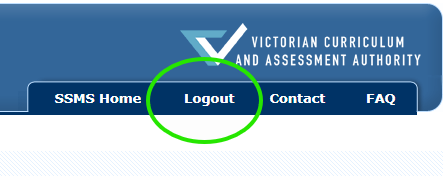 VICTORIAN CURRICULUM
AND ASSESSMENT AUTHORITY
SSMS Home Logout Contact FAQ